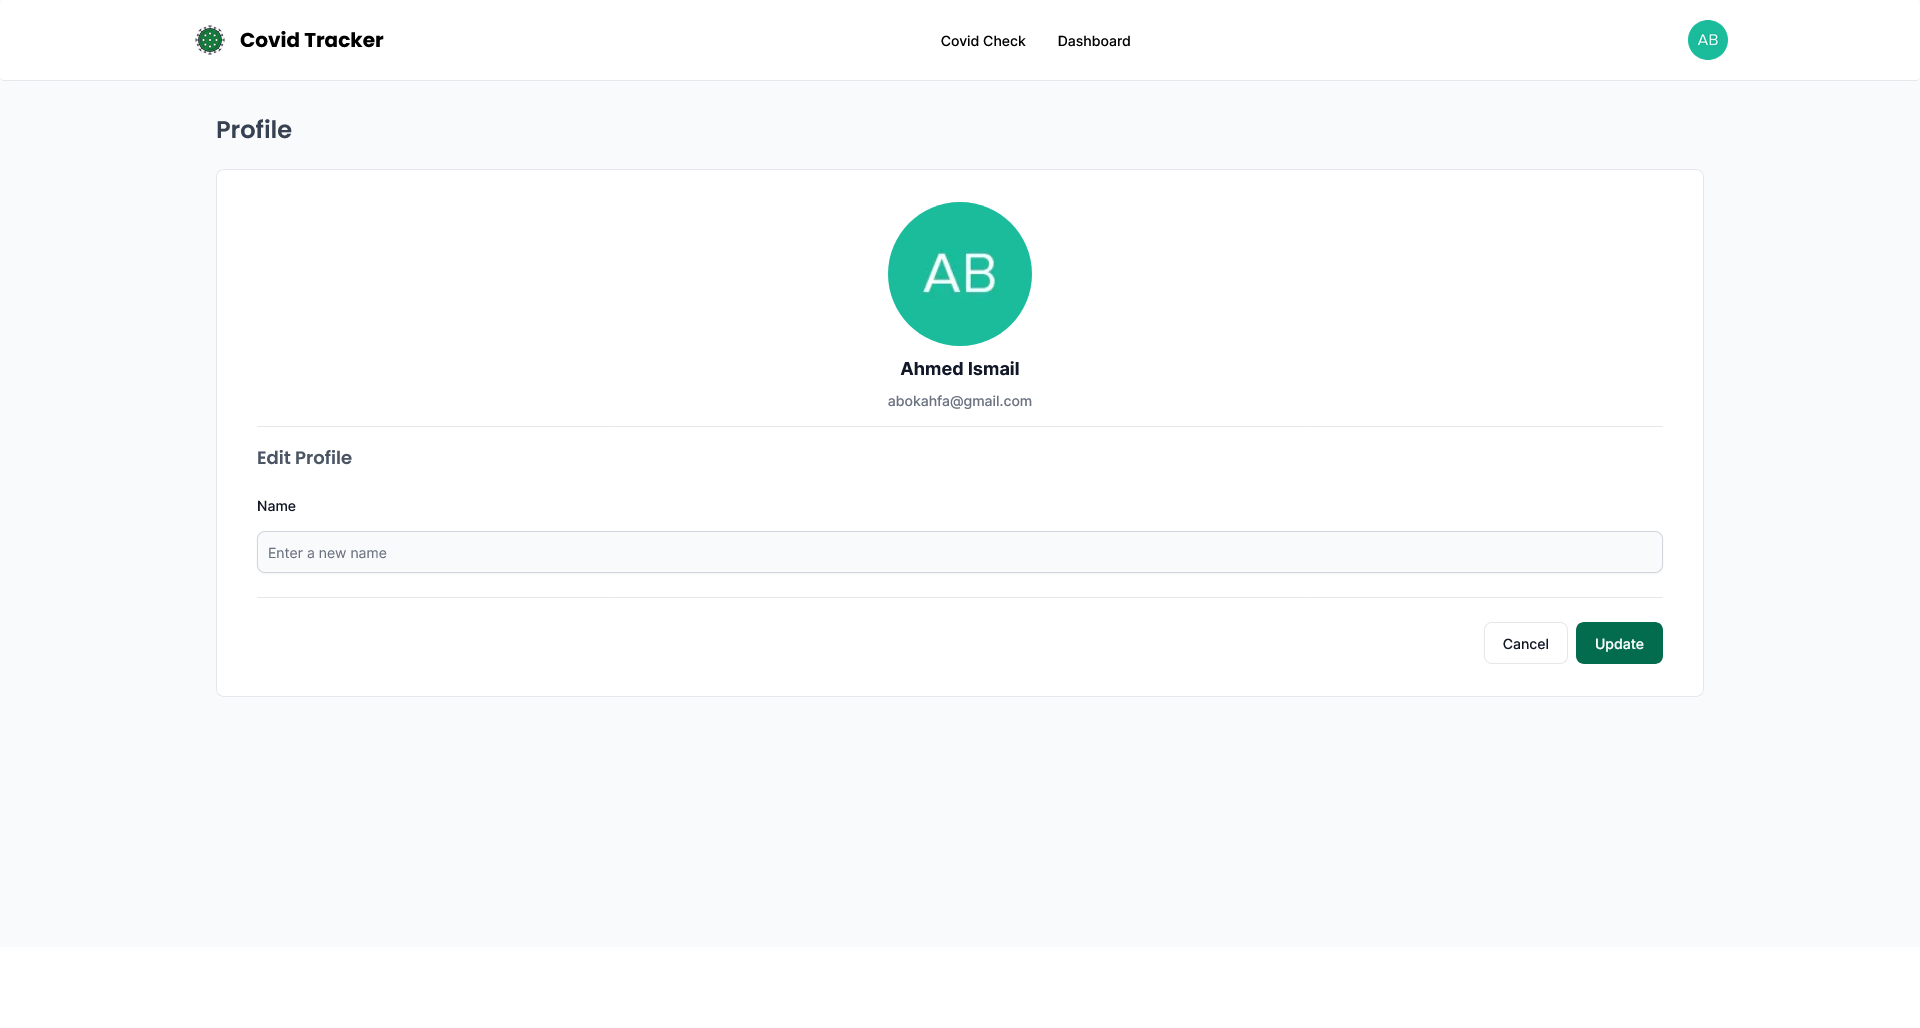 Covid Tracker
Covid Check
Dashboard
AB
Profile
AB
Ahmed Ismail
abokahfa@gmail.com
Edit Profile
Name
Enter a new name
Cancel
Update